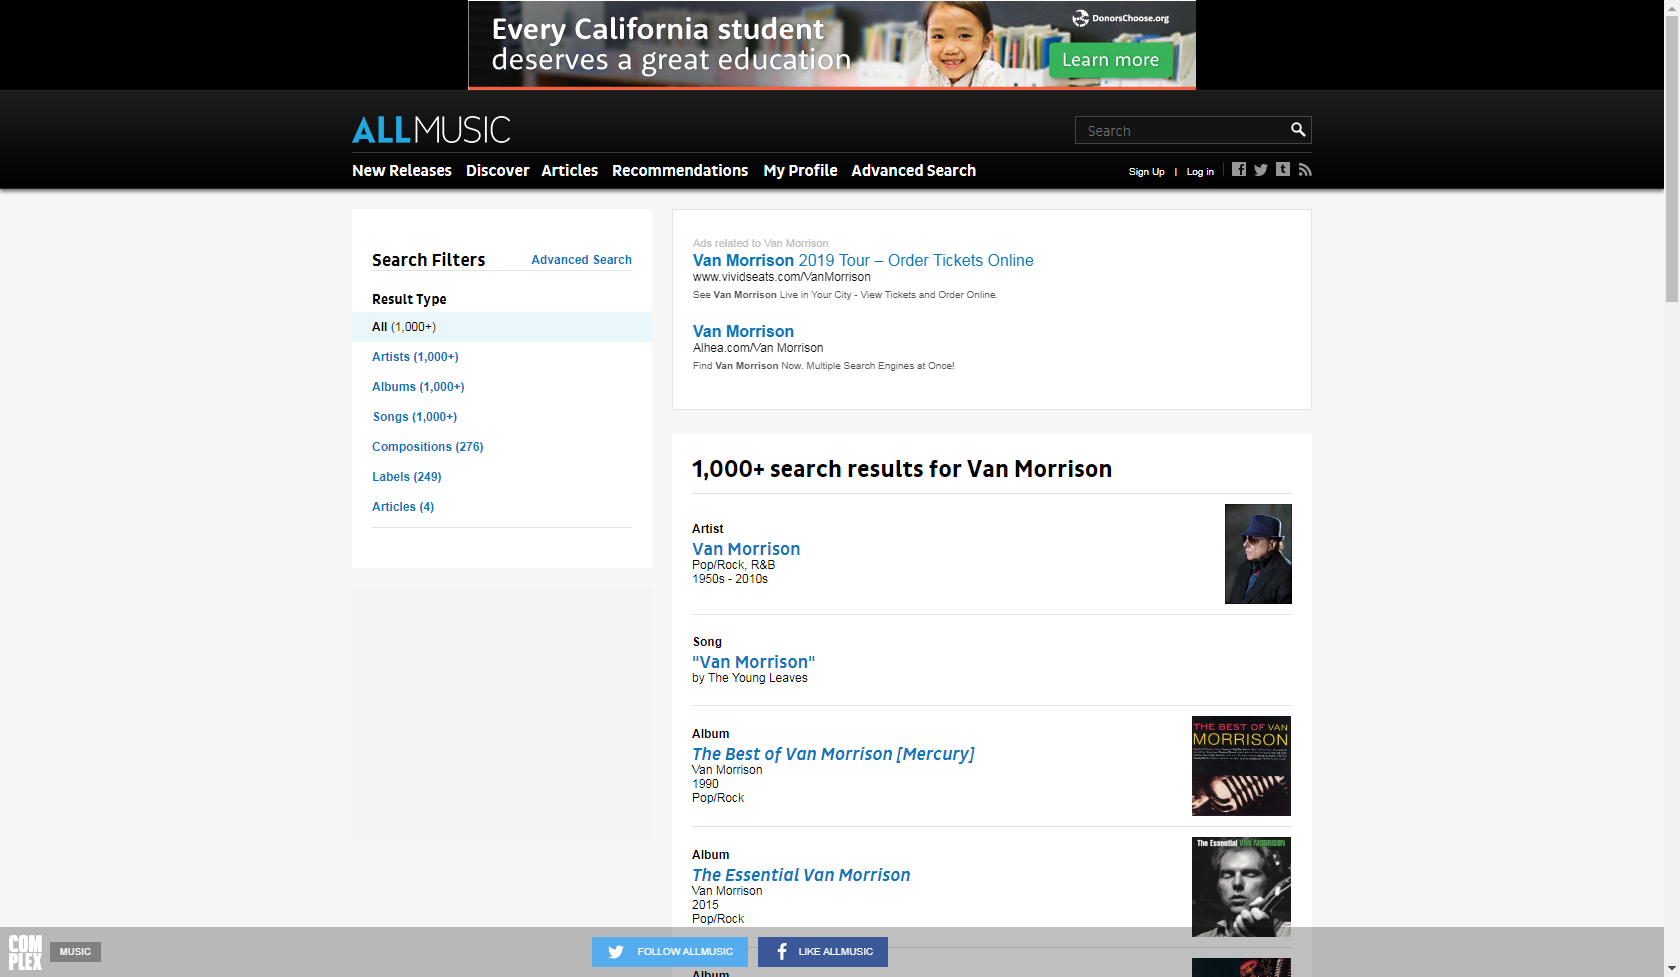 Every California student
deserves a great education
DonorsChoose.org
Learn more
ALLMUSIC
Search
New Releases Discover Articles Recommendations My Profile Advanced Search
Sign Up | Log in
Search Filters
Advanced Search
Result Type
All (1,000+)
Artists (1,000+)
Albums (1,000+)
Songs (1,000+)
Compositions (276)
Labels (249)
Articles (4)
Ads related to Van Morrison
Van Morrison 2019 Tour – Order Tickets Online
www.vividseats.com/VanMorrison
See Van Morrison Live in Your City - View Tickets and Order Online.
Van Morrison
Alhea.com/Van Morrison
Find Van Morrison Now. Multiple Search Engines at Once!
1,000+ search results for Van Morrison
Artist
Van Morrison
Pop/Rock, R&B
1950s - 2010s
Song
"Van Morrison"
by The Young Leaves
Album
The Best of Van Morrison [Mercury]
Van Morrison
1990
Pop/Rock
THE BEST OF VAN
MORRISON
Album
The Essential Van Morrison
Van Morrison
2015
Pop/Rock
The Essential VAN MORRISON
COM
PLEX
MUSIC
FOLLOW ALLMUSIC
LIKE ALLMUSIC
Album